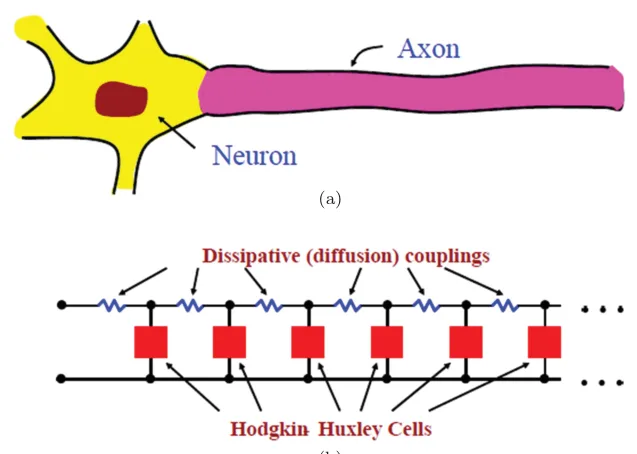 Axon
Neuron
(a)
Dissipative (diffusion) couplings
Hodgkin - Huxley Cells
(b)